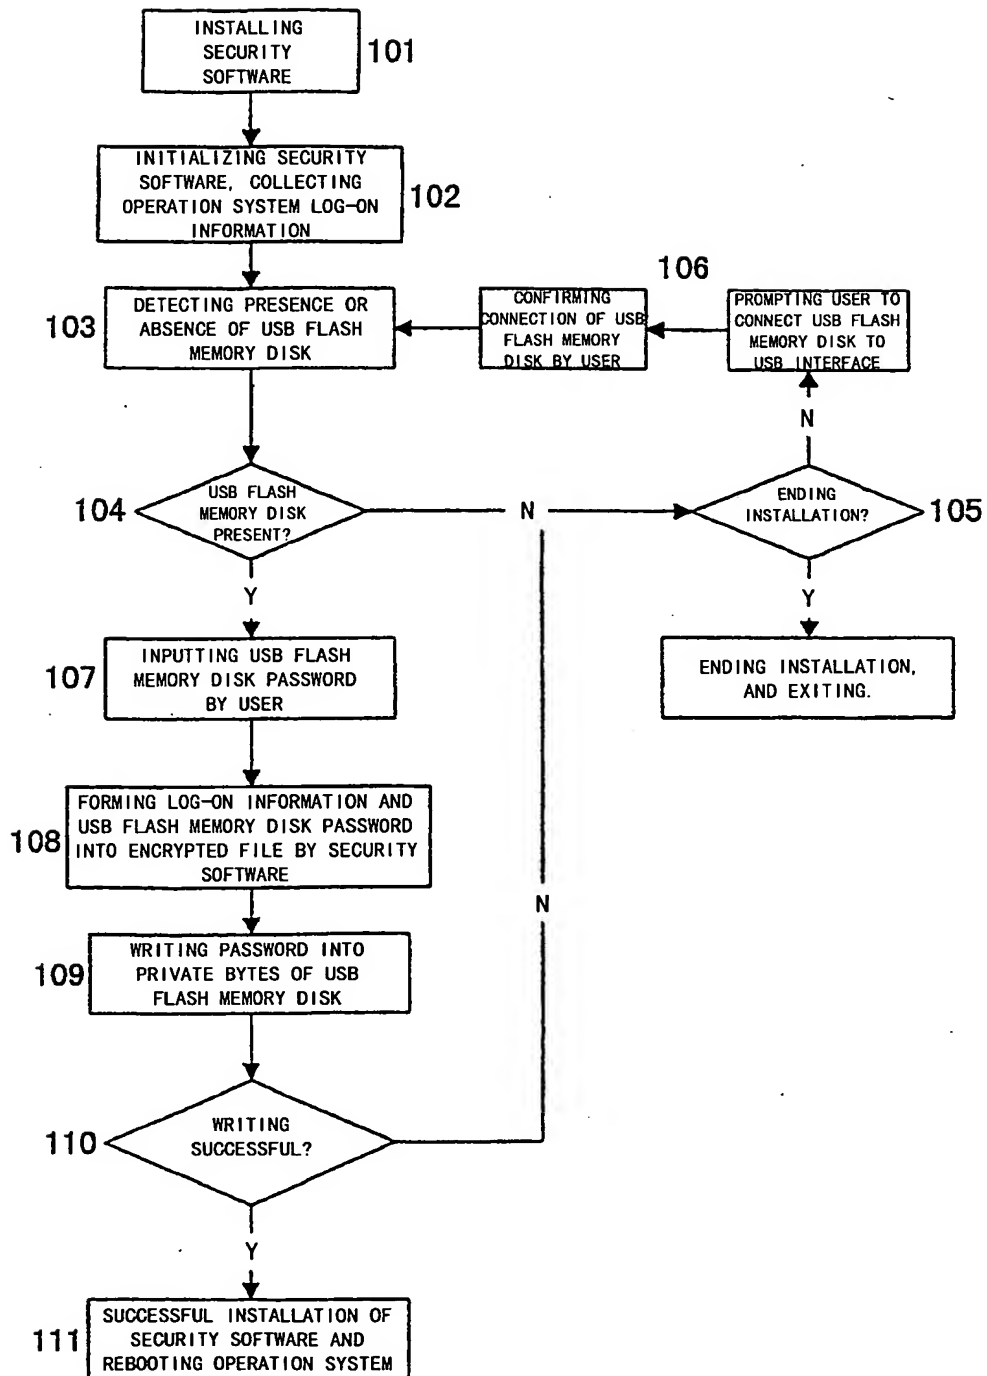 INSTALLING
SECURITY
SOFTWARE
101
INITIALIZING SECURITY
SOFTWARE, COLLECTING
OPERATION SYSTEM LOG-ON
INFORMATION
102
103
DETECTING PRESENCE OR
ABSENCE OF USB FLASH
MEMORY DISK
106
CONFIRMING
CONNECTION OF USB
FLASH MEMORY
DISK BY USER
PROMPTING USER TO
CONNECT USB FLASH
MEMORY DISK TO
USB INTERFACE
N
104
USB FLASH
MEMORY DISK
PRESENT?
N
ENDING
INSTALLATION?
105
Y
Y
107
INPUTTING USB FLASH
MEMORY DISK PASSWORD
BY USER
ENDING INSTALLATION,
AND EXITING.
108
FORMING LOG-ON INFORMATION AND
USB FLASH MEMORY DISK PASSWORD
INTO ENCRYPTED FILE BY SECURITY
SOFTWARE
N
109
WRITING PASSWORD INTO
PRIVATE BYTES OF USB
FLASH MEMORY DISK
110
WRITING
SUCCESSFUL?
Y
111
SUCCESSFUL INSTALLATION OF
SECURITY SOFTWARE AND
REBOOTING OPERATION SYSTEM